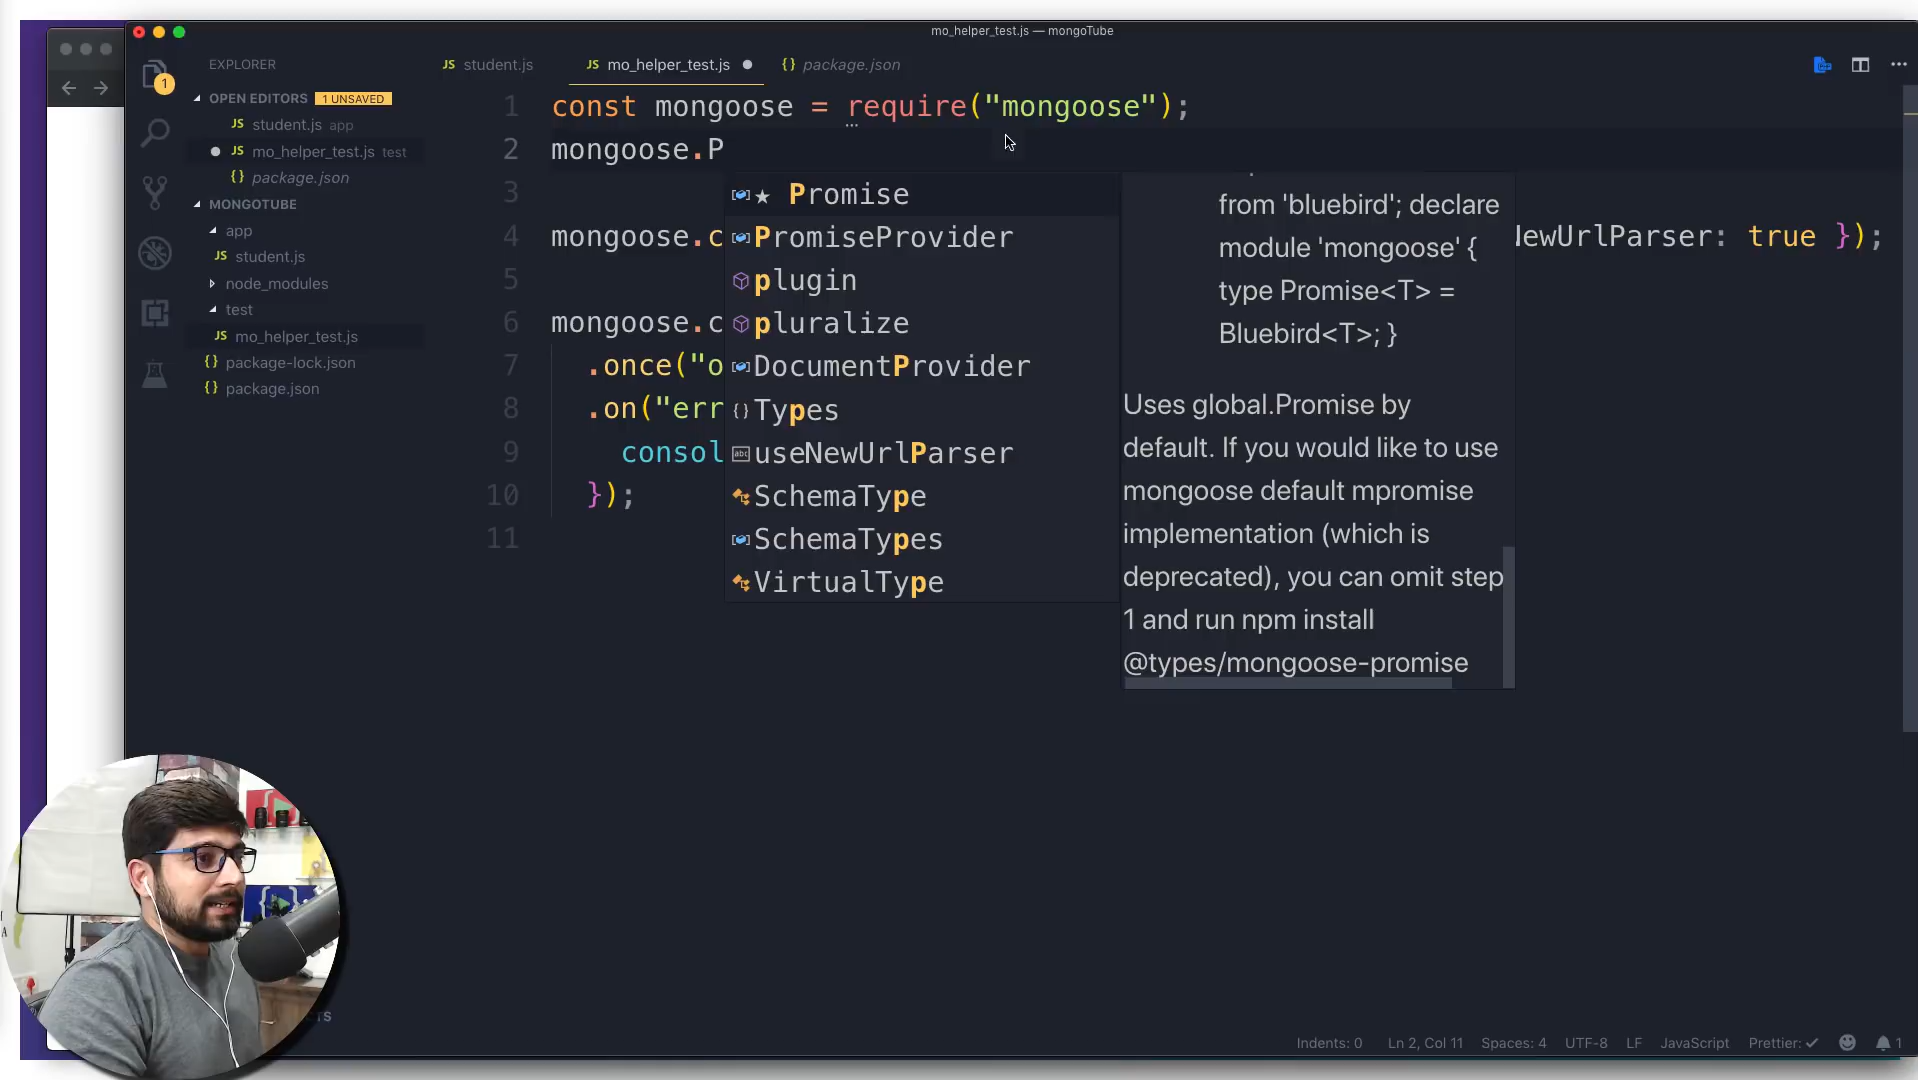 mo_helper_test.js — mongoTube
EXPLORER
OPEN EDITORS 1 UNSAVED
JS student.js app
JS mo_helper_test.js test
{} package.json
MONGOTUBE
app
JS student.js
node_modules
test
JS mo_helper_test.js
{} package-lock.json
{} package.json
1
JS student.js
JS mo_helper_test.js
{} package.json
1 const mongoose = require("mongoose");
2 mongoose.P
3
4 mongoose.c NewUrlParser: true });
5
6 mongoose.c
7 .once("o
8 .on("err
9 consol
10 });
11
Promise
PromiseProvider
plugin
pluralize
DocumentProvider
{} Types
abc useNewUrlParser
SchemaType
SchemaTypes
VirtualType
from 'bluebird'; declare
module 'mongoose' {
type Promise<T> =
Bluebird<T>; }
Uses global.Promise by
default. If you would like to use
mongoose default mpromise
implementation (which is
deprecated), you can omit step
1 and run npm install
@types/mongoose-promise
Indents: 0 Ln 2, Col 11 Spaces: 4 UTF-8 LF JavaScript Prettier: ✓ 1